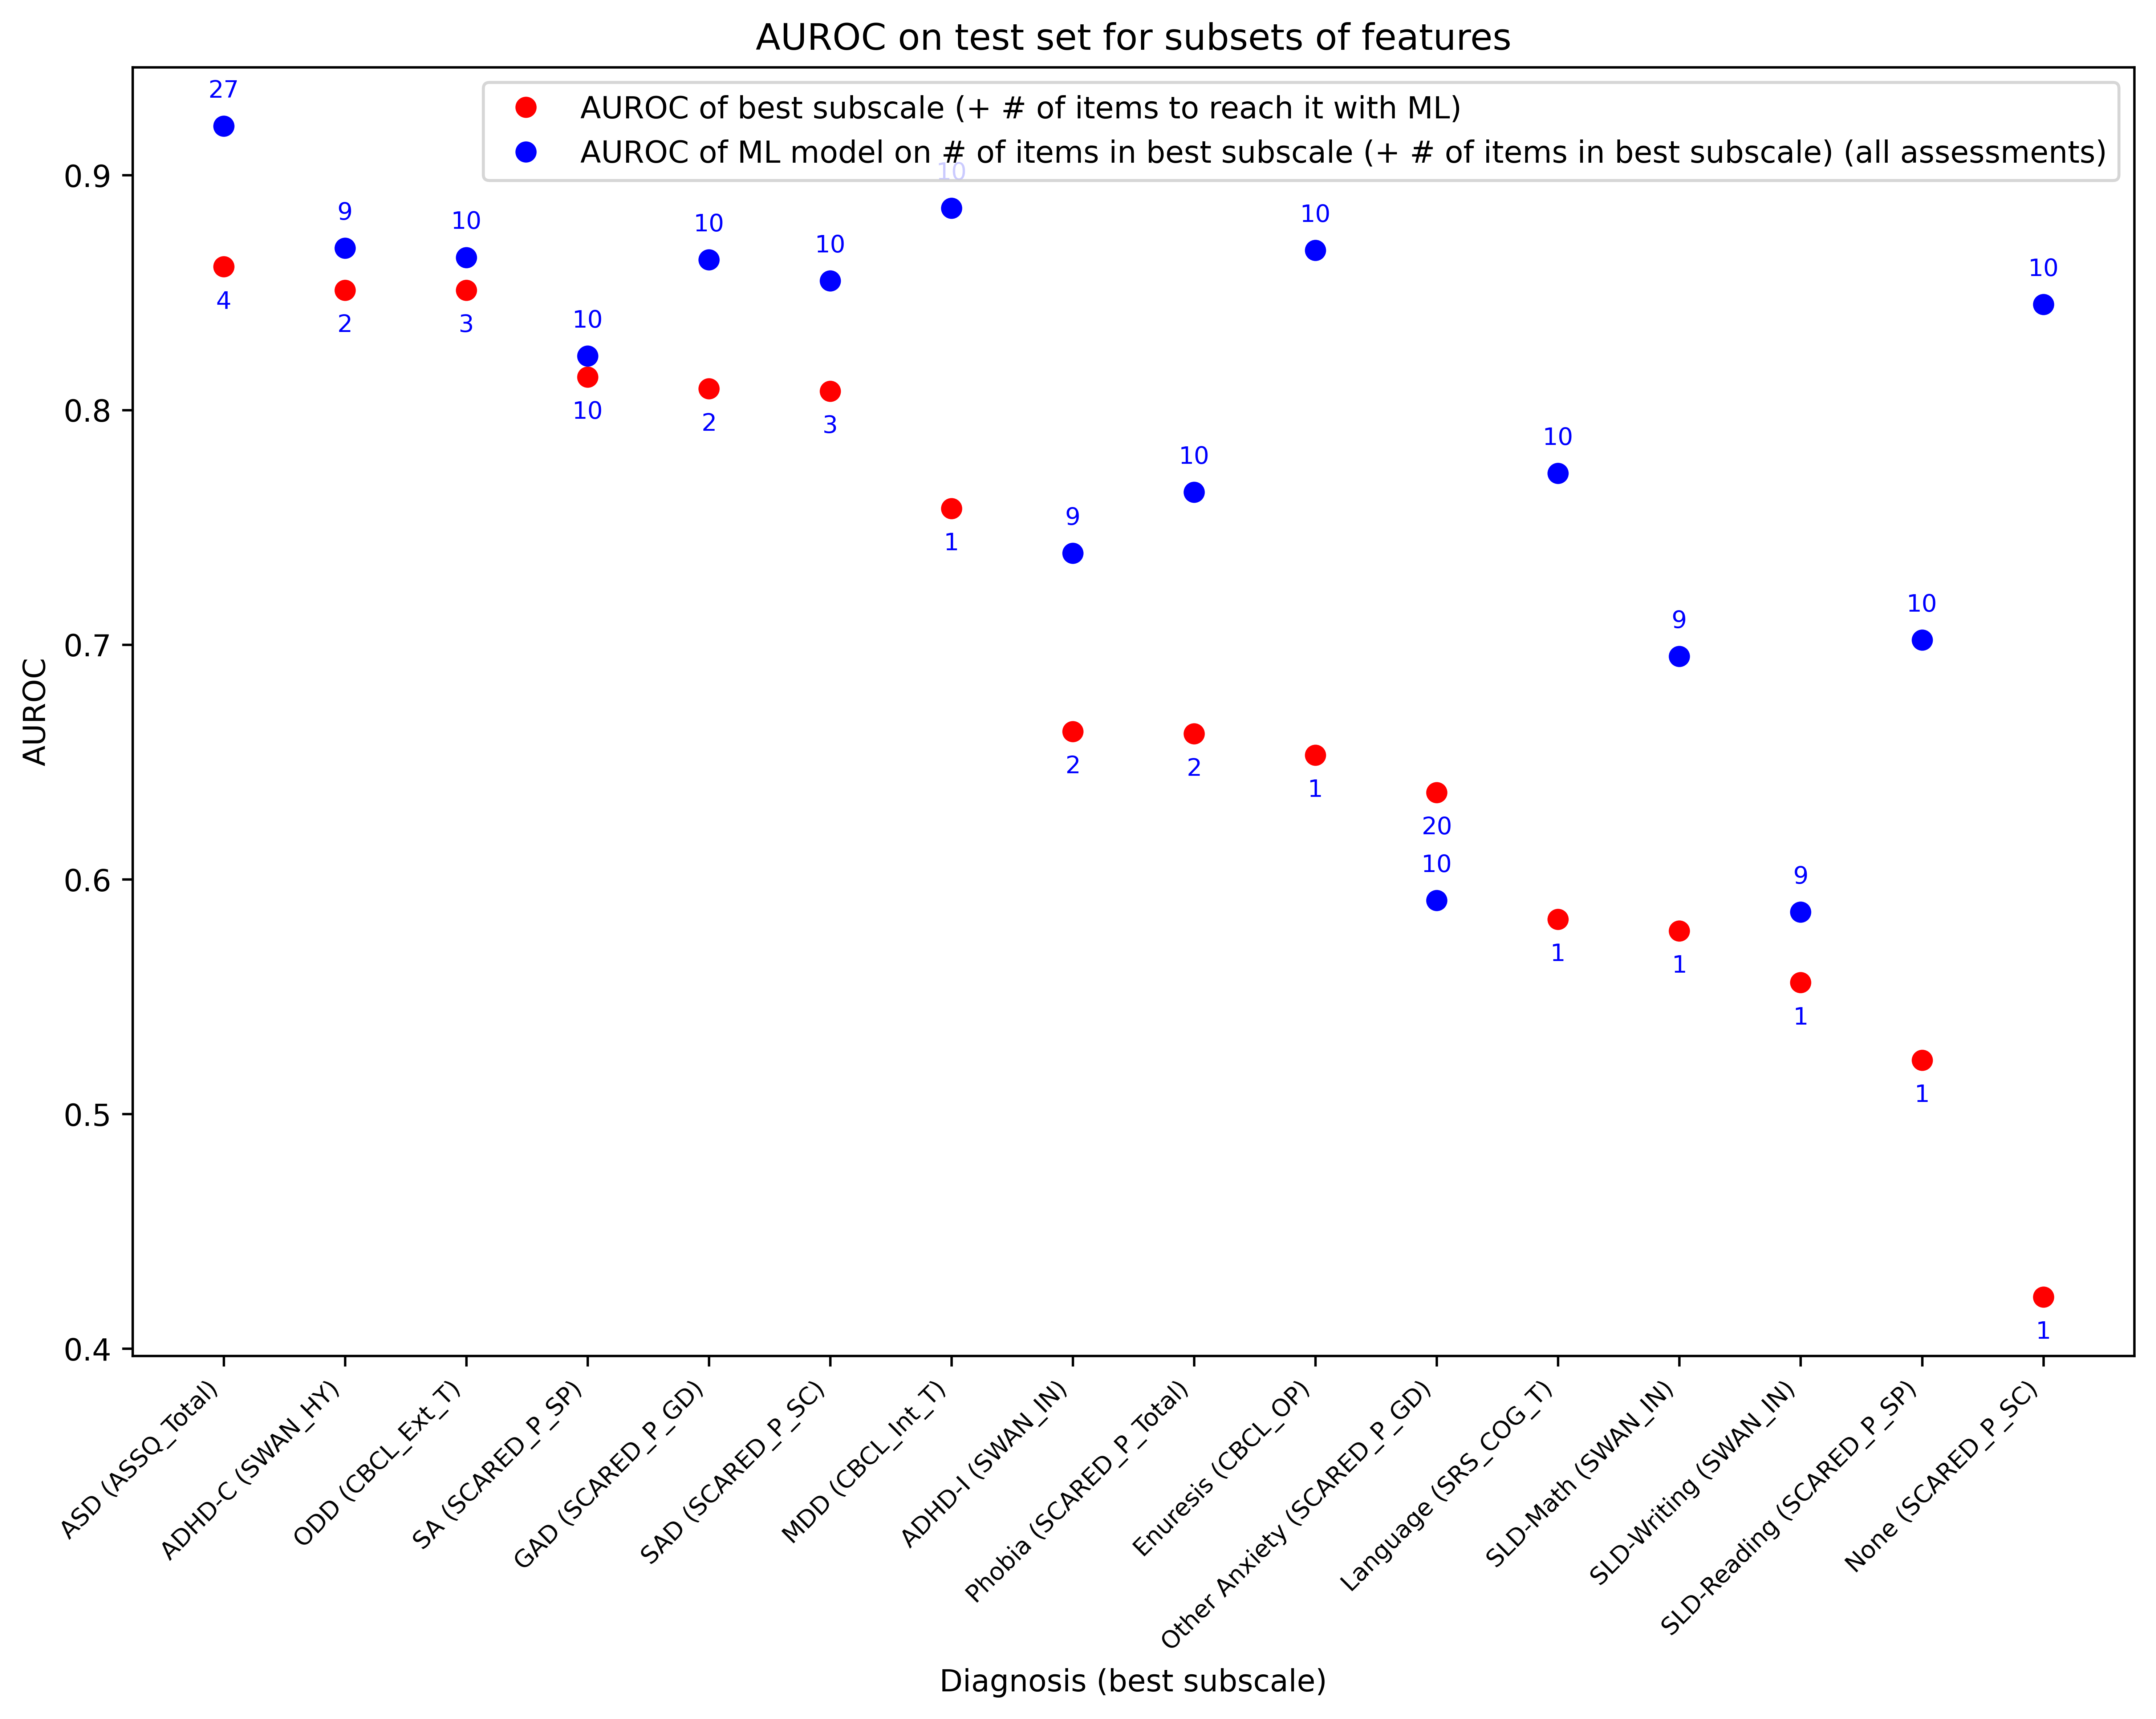 AUROC on test set for subsets of features
AUROC of best subscale (+ # of items to reach it with ML)
AUROC of ML model on # of items in best subscale (+ # of items in best subscale) (all assessments)
AUROC
0.9
0.8
0.7
0.6
0.5
0.4
27
4
9
2
10
3
10
10
10
2
10
3
10
1
9
2
10
2
10
1
20
10
10
1
9
1
9
1
10
1
10
1
ASD (ASSQ_Total)
ADHD-C (SWAN_HY)
ODD (CBCL_Ext_T)
SA (SCARED_P_SP)
GAD (SCARED_P_GD)
SAD (SCARED_P_SC)
MDD (CBCL_Int_T)
ADHD-I (SWAN_IN)
Phobia (SCARED_P_Total)
Enuresis (CBCL_OP)
Other Anxiety (SCARED_P_GD)
Language (SRS_COG_T)
SLD-Math (SWAN_IN)
SLD-Writing (SWAN_IN)
SLD-Reading (SCARED_P_SP)
None (SCARED_P_SC)
Diagnosis (best subscale)